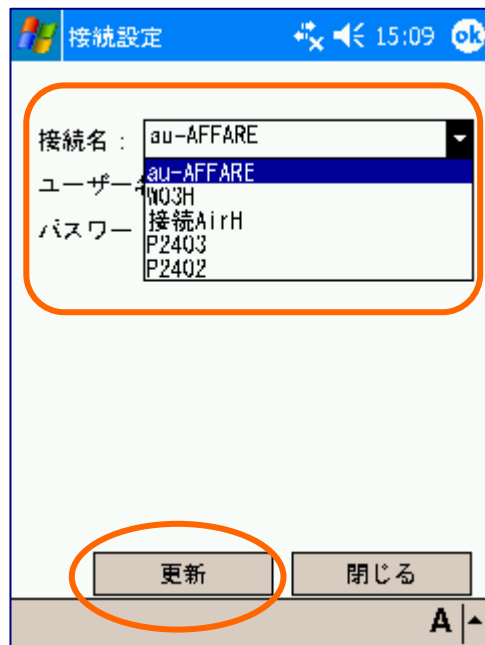 接続設定 15:09 ok
接続名： au-AFFARE
au-AFFARE
ユーザー
W03H
接続AirH
パスワー
P2403
P2402
更新 閉じる
A